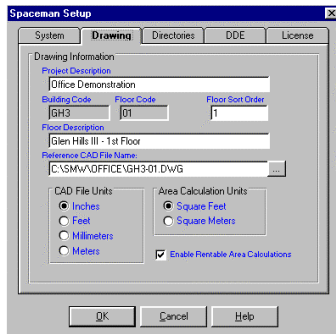 Spaceman Setup
System Drawing Directories DDE License
Drawing Information
Project Description
Office Demonstration
Building Code Floor Code Floor Sort Order
GH3 01 1
Floor Description
Glen Hills III - 1st Floor
Reference CAD File Name:
C:\SMW\OFFICE\GH3-01.DWG ...
CAD File Units Area Calculation Units
Inches Square Feet
Feet Square Meters
Millimeters
Meters Enable Rentable Area Calculations
OK Cancel Help